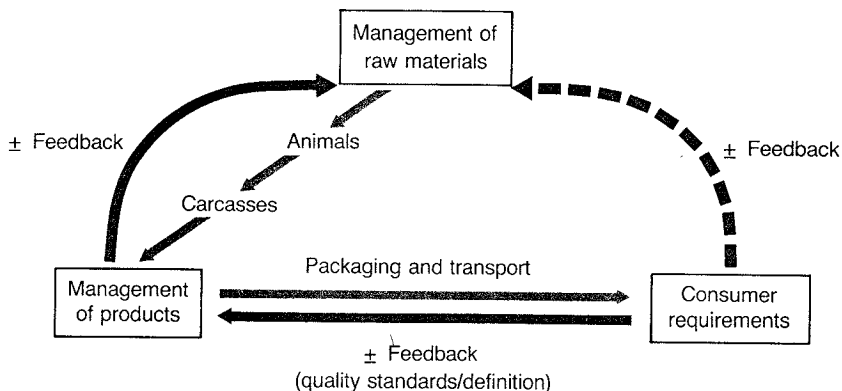 Management of
raw materials
± Feedback
Animals
± Feedback
Carcasses
Management
of products
Packaging and transport
Consumer
requirements
± Feedback
(quality standards/definition)